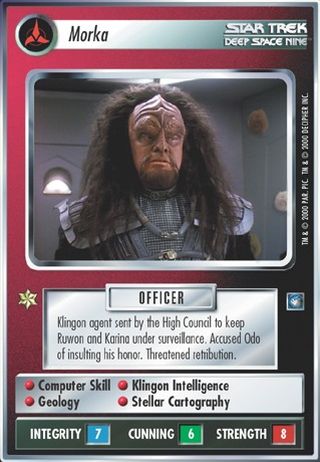 Morka
STAR TREK
DEEP SPACE NINE
TM & © 2000 PAR. PIC. TM & © 2000 DECIPHER INC.
OFFICER
Klingon agent sent by the High Council to keep
Ruwon and Karina under surveillance. Accused Odo
of insulting his honor. Threatened retribution.
Computer Skill
Klingon Intelligence
Geology
Stellar Cartography
INTEGRITY 7 CUNNING 6 STRENGTH 8